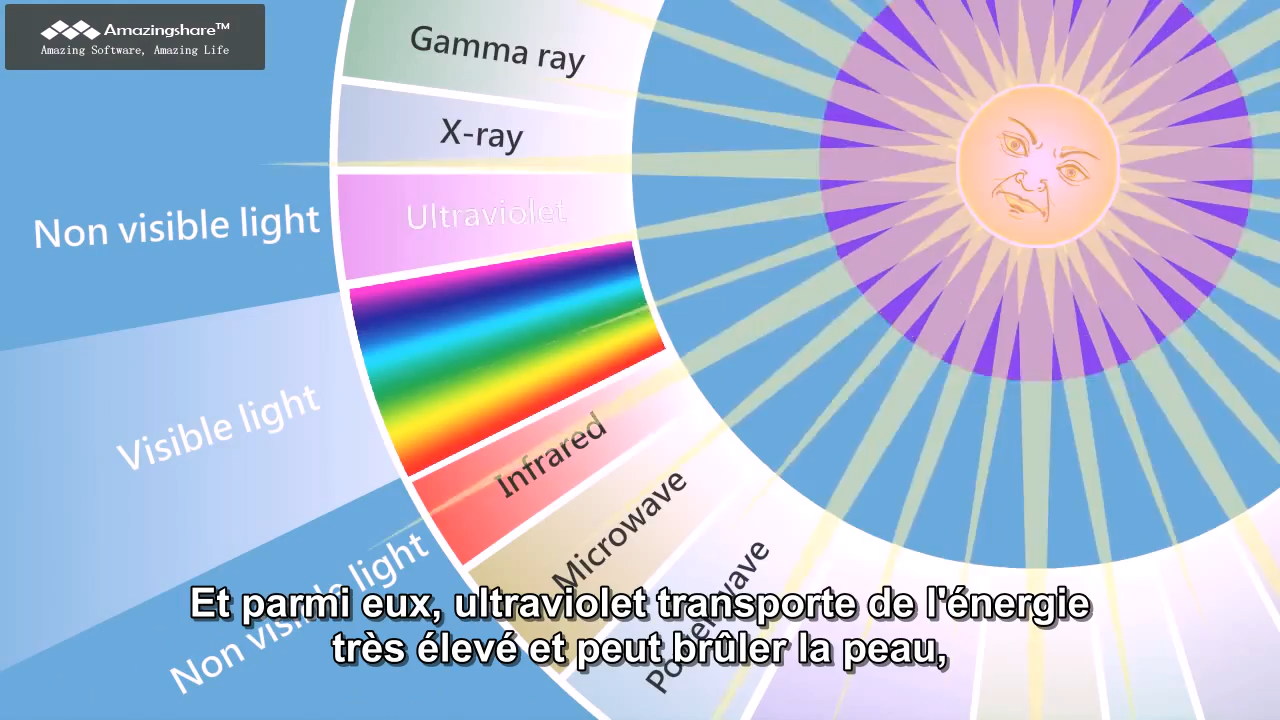 Amazingshare™
Amazing Software, Amazing Life
Gamma ray
X-ray
Ultraviolet
Non visible light
Visible light
Infrared
Microwave
Non visible light
Et parmi eux, ultraviolet transporte de l'énergie
très élevé et peut brûler la peau,